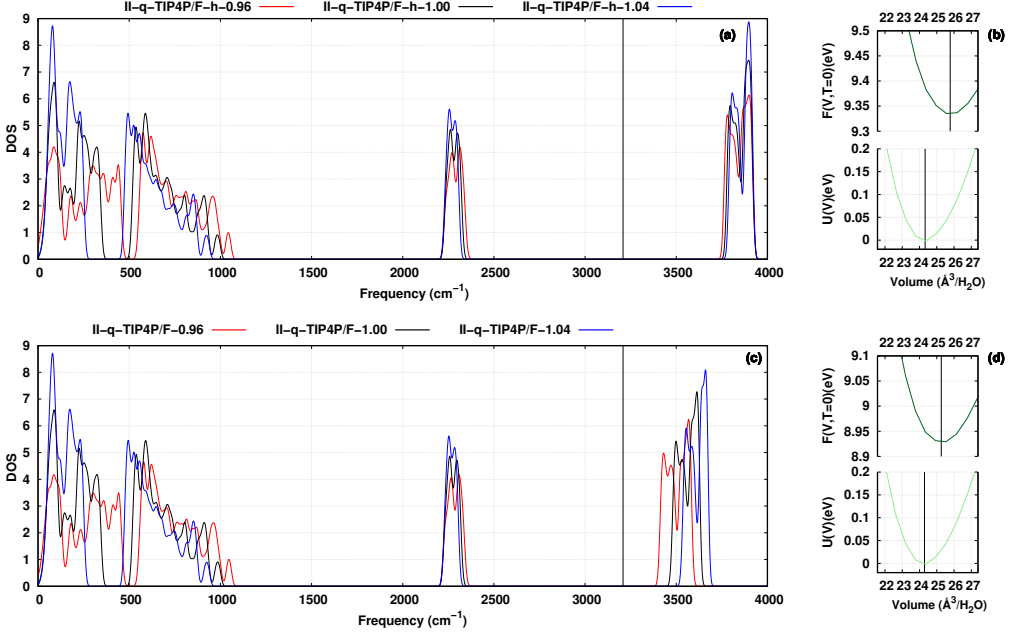 II-q-TIP4P/F-h-0.96 II-q-TIP4P/F-h-1.00 II-q-TIP4P/F-h-1.04
(a)
DOS
9
8
7
6
5
4
3
2
1
0
0 500 1000 1500 2000 2500 3000 3500 4000
Frequency (cm⁻¹)
22 23 24 25 26 27
(b)
F(V,T=0)(eV)
9.5
9.45
9.4
9.35
9.3
U(V)(eV)
0.2
0.15
0.1
0.05
0
22 23 24 25 26 27
Volume (Å³/H₂O)
II-q-TIP4P/F-0.96 II-q-TIP4P/F-1.00 II-q-TIP4P/F-1.04
(c)
DOS
9
8
7
6
5
4
3
2
1
0
0 500 1000 1500 2000 2500 3000 3500 4000
Frequency (cm⁻¹)
22 23 24 25 26 27
(d)
F(V,T=0)(eV)
9.1
9.05
9
8.95
8.9
U(V)(eV)
0.2
0.15
0.1
0.05
0
22 23 24 25 26 27
Volume (Å³/H₂O)